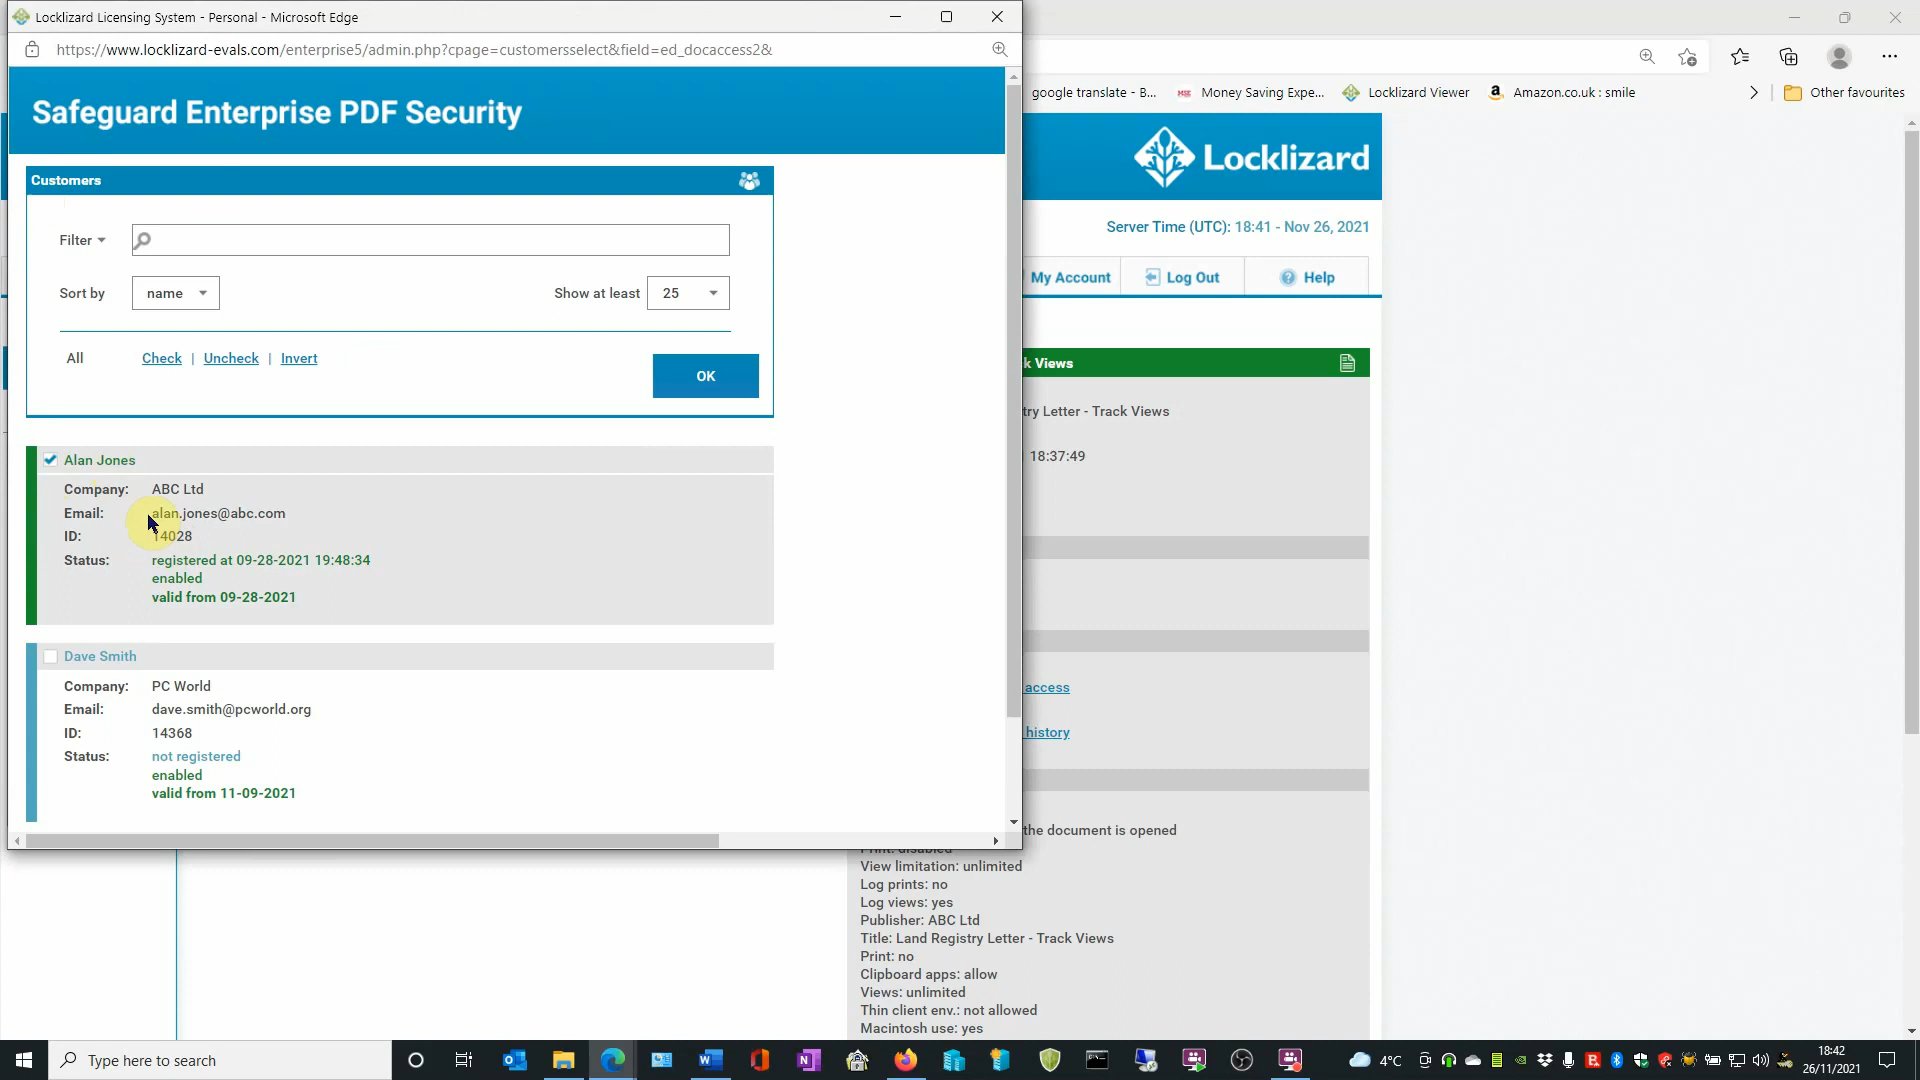 Locklizard Licensing System - Personal - Microsoft Edge
https://www.locklizard-evals.com/enterprise5/admin.php?cpage=customersselect&field=ed_docaccess2&
google translate - B...
Money Saving Expe...
Locklizard Viewer
Amazon.co.uk : smile
Other favourites
Safeguard Enterprise PDF Security
Locklizard
Server Time (UTC): 18:41 - Nov 26, 2021
My Account
Log Out
Help
Customers
Filter
Sort by
name
Show at least
25
All
Check | Uncheck | Invert
OK
Alan Jones
Company: ABC Ltd
Email: alan.jones@abc.com
ID: 14028
Status: registered at 09-28-2021 19:48:34
enabled
valid from 09-28-2021
Dave Smith
Company: PC World
Email: dave.smith@pcworld.org
ID: 14368
Status: not registered
enabled
valid from 11-09-2021
k Views
try Letter - Track Views
18:37:49
access
history
the document is opened
Print: disabled
View limitation: unlimited
Log prints: no
Log views: yes
Publisher: ABC Ltd
Title: Land Registry Letter - Track Views
Print: no
Clipboard apps: allow
Views: unlimited
Thin client env.: not allowed
Macintosh use: yes
Type here to search
4°C
18:42
26/11/2021